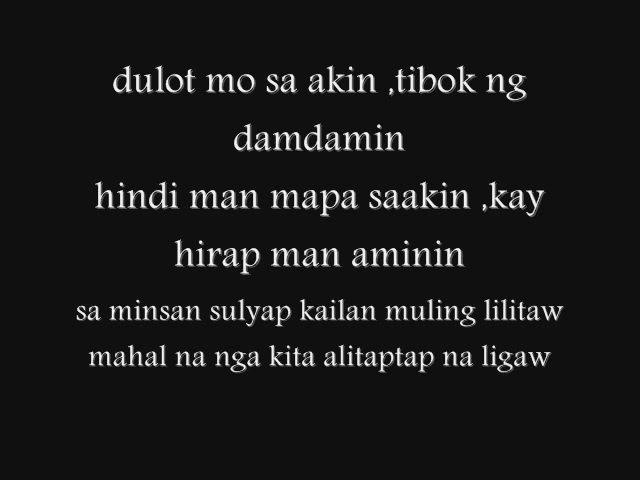 dulot mo sa akin ,tibok ng
damdamin
hindi man mapa saakin ,kay
hirap man aminin
sa minsan sulyap kailan muling lilitaw
mahal na nga kita alitaptap na ligaw